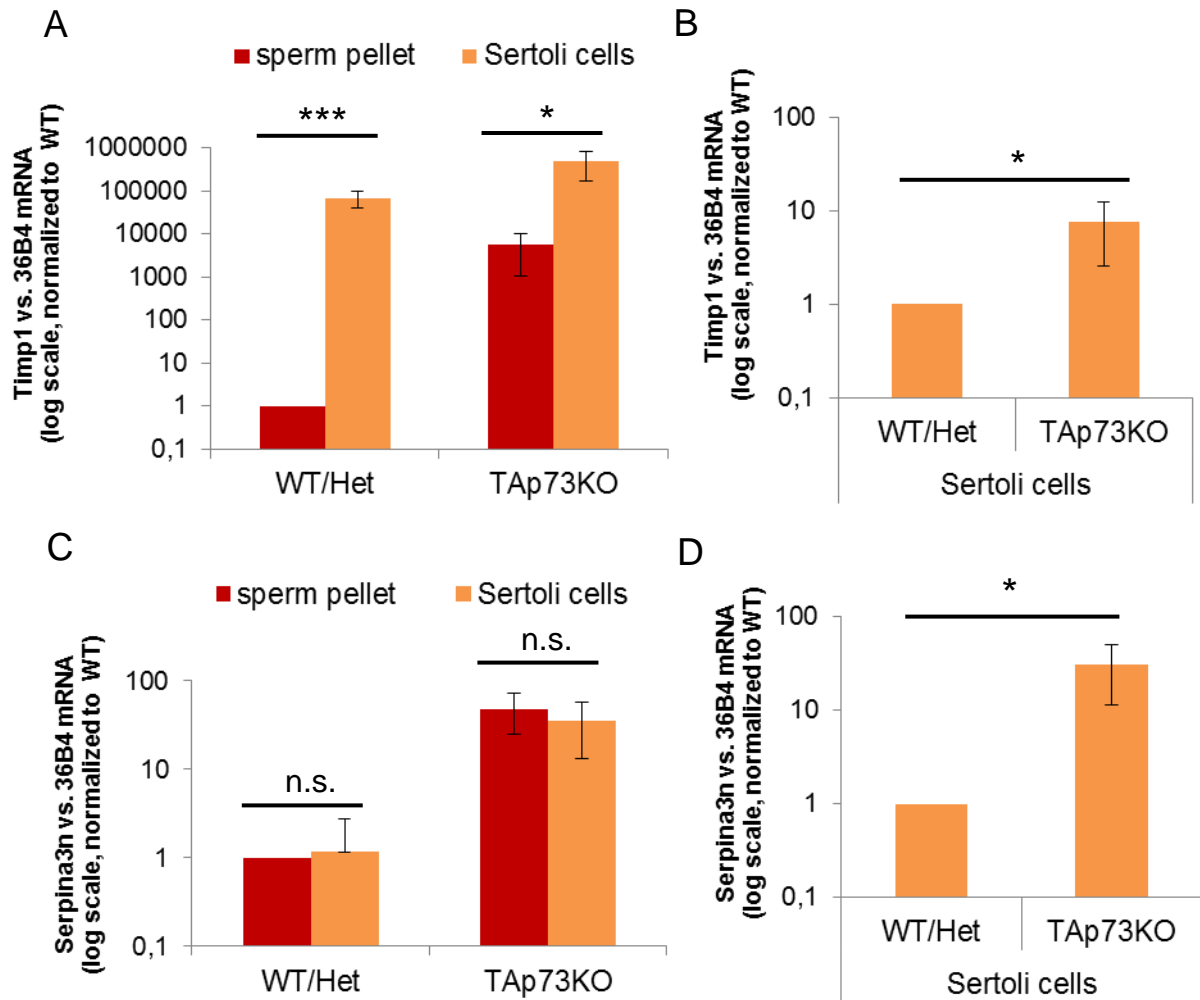 A
sperm pellet
Sertoli cells
Timp1 vs. 36B4 mRNA
(log scale, normalized to WT)
1000000
100000
10000
1000
100
10
1
0,1
***
*
WT/Het
TAp73KO
B
Timp1 vs. 36B4 mRNA
(log scale, normalized to WT)
100
10
1
0,1
*
WT/Het
TAp73KO
Sertoli cells
C
sperm pellet
Sertoli cells
Serpina3n vs. 36B4 mRNA
(log scale, normalized to WT)
100
10
1
0,1
n.s.
n.s.
WT/Het
TAp73KO
D
Serpina3n vs. 36B4 mRNA
(log scale, normalized to WT)
100
10
1
0,1
*
WT/Het
TAp73KO
Sertoli cells